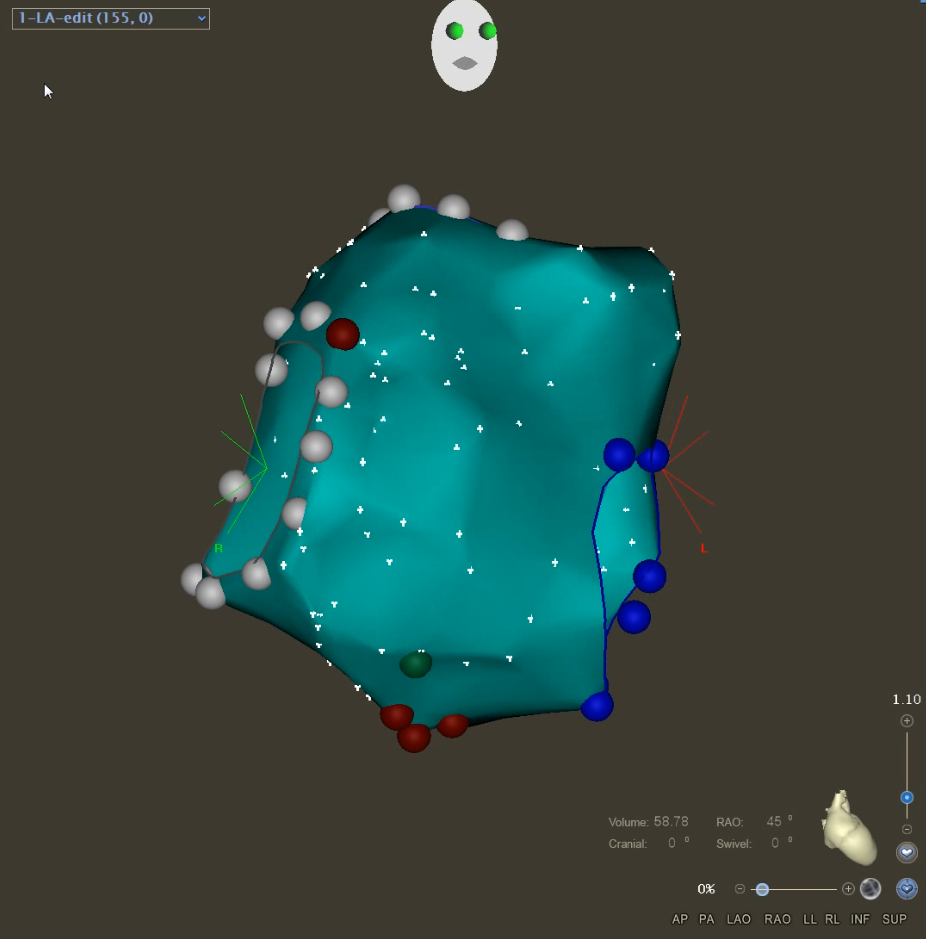 1-LA-edit (155, 0)
R
L
1.10
Volume: 58.78 RAO: 45 °
Cranial: 0 ° Swivel: 0 °
0%
AP PA LAO RAO LL RL INF SUP